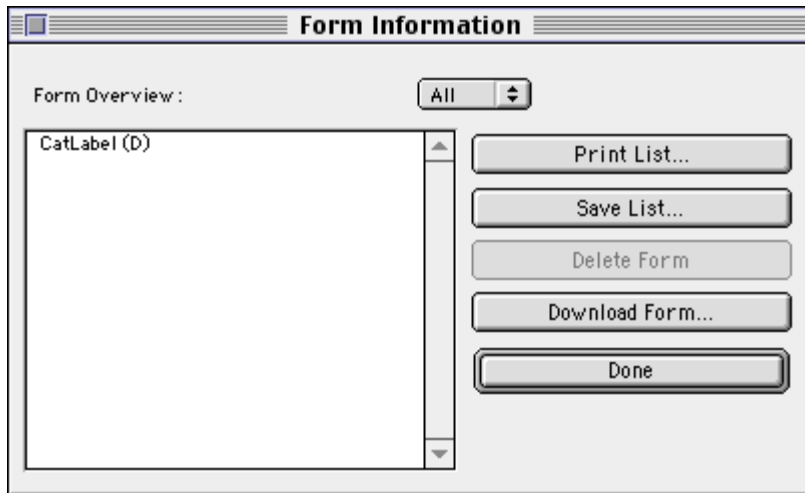 Form Information
Form Overview:
All
CatLabel (D)
Print List...
Save List...
Delete Form
Download Form...
Done